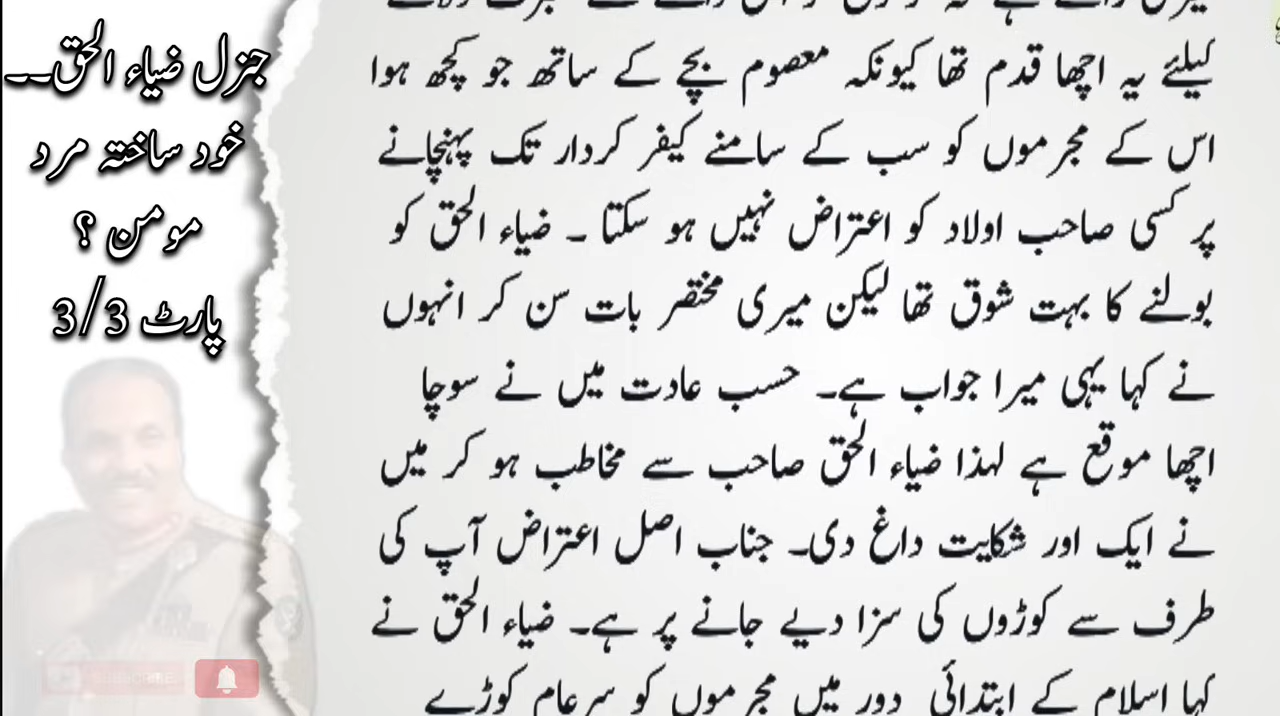 جنرل ضیاء الحق۔۔
خود ساختہ مرد
مومن ؟
پارٹ 3/3
کیلئے یہ اچھا قدم تھا کیونکہ معصوم بچے کے ساتھ جو کچھ ہوا
اس کے مجرموں کو سب کے سامنے کیفر کردار تک پہنچانے
پر کسی صاحب اولاد کو اعتراض نہیں ہو سکتا ۔ ضیاء الحق کو
بولنے کا بہت شوق تھا لیکن میری مختصر بات سن کر انہوں
نے کہا یہی میرا جواب ہے۔ حسب عادت میں نے سوچا
اچھا موقع ہے لہذا ضیاء الحق صاحب سے مخاطب ہو کر میں
نے ایک اور شکایت داغ دی۔ جناب اصل اعتراض آپ کی
طرف سے کوڑوں کی سزا دیے جانے پر ہے۔ ضیاء الحق نے
کہا اسلام کے ابتدائی دور میں مجرموں کو سرعام کوڑے
SUBSCRIBE